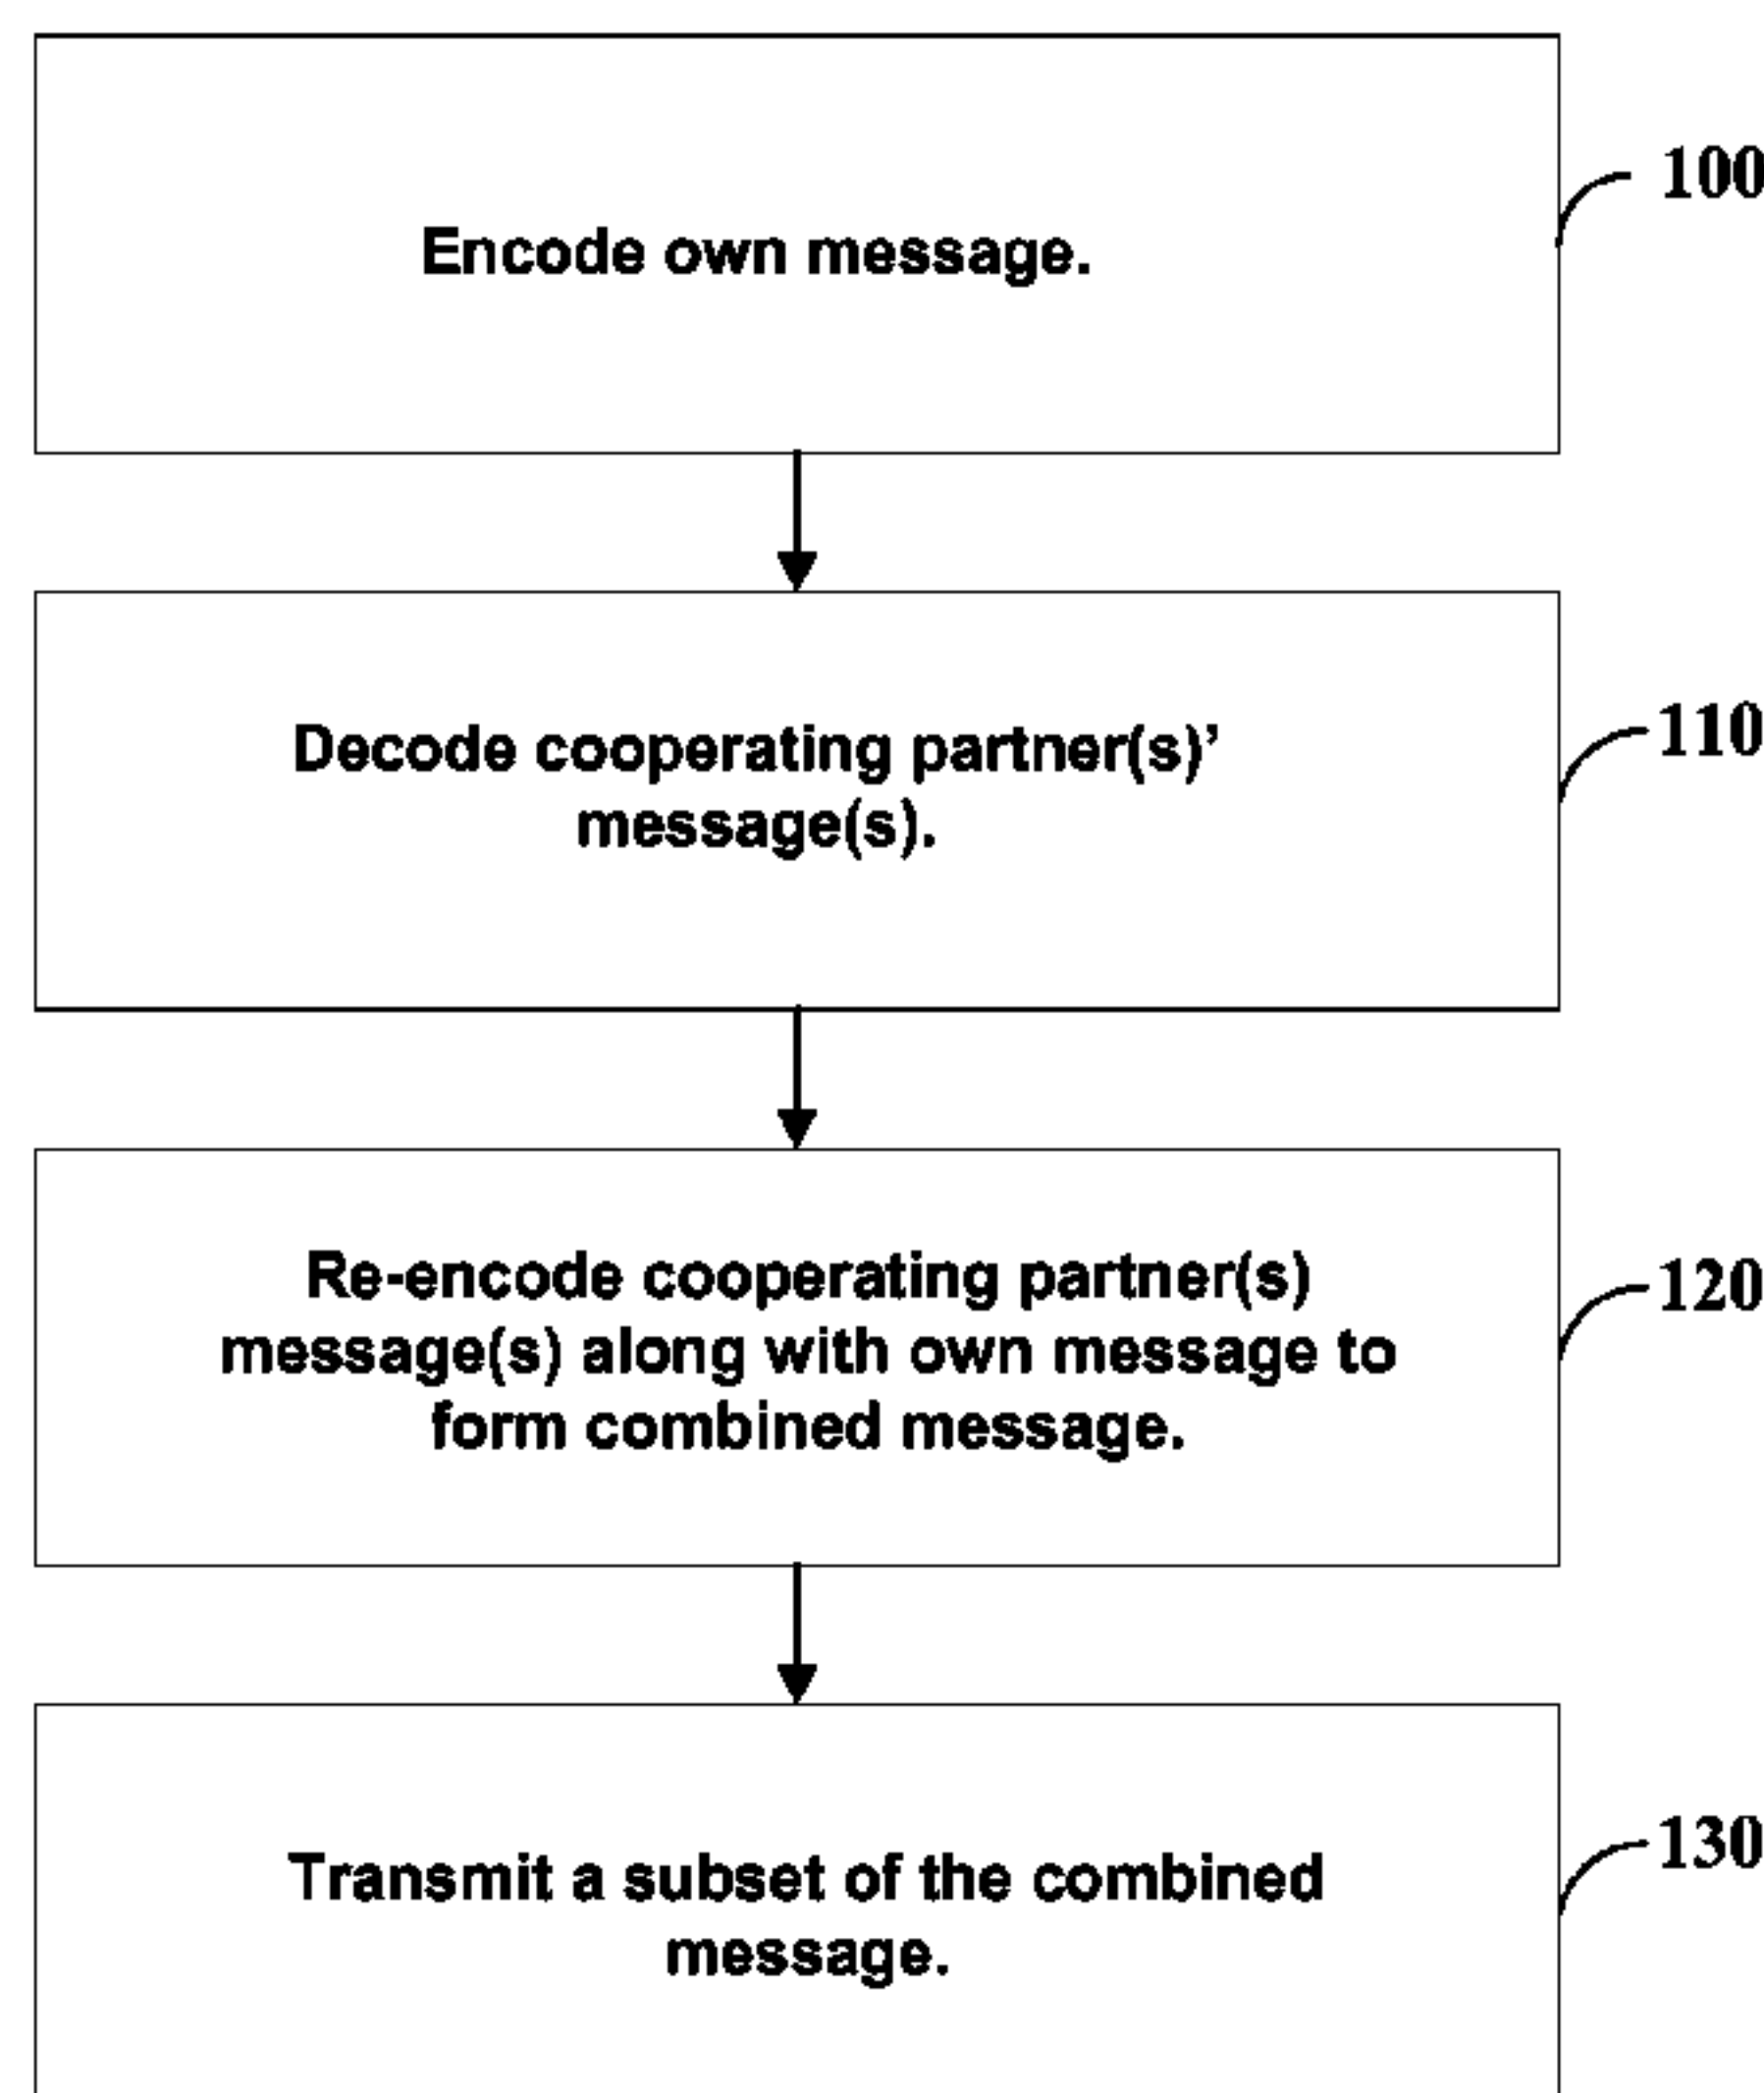 Encode own message.
100
Decode cooperating partner(s)’
message(s).
110
Re-encode cooperating partner(s)
message(s) along with own message to
form combined message.
120
Transmit a subset of the combined
message.
130